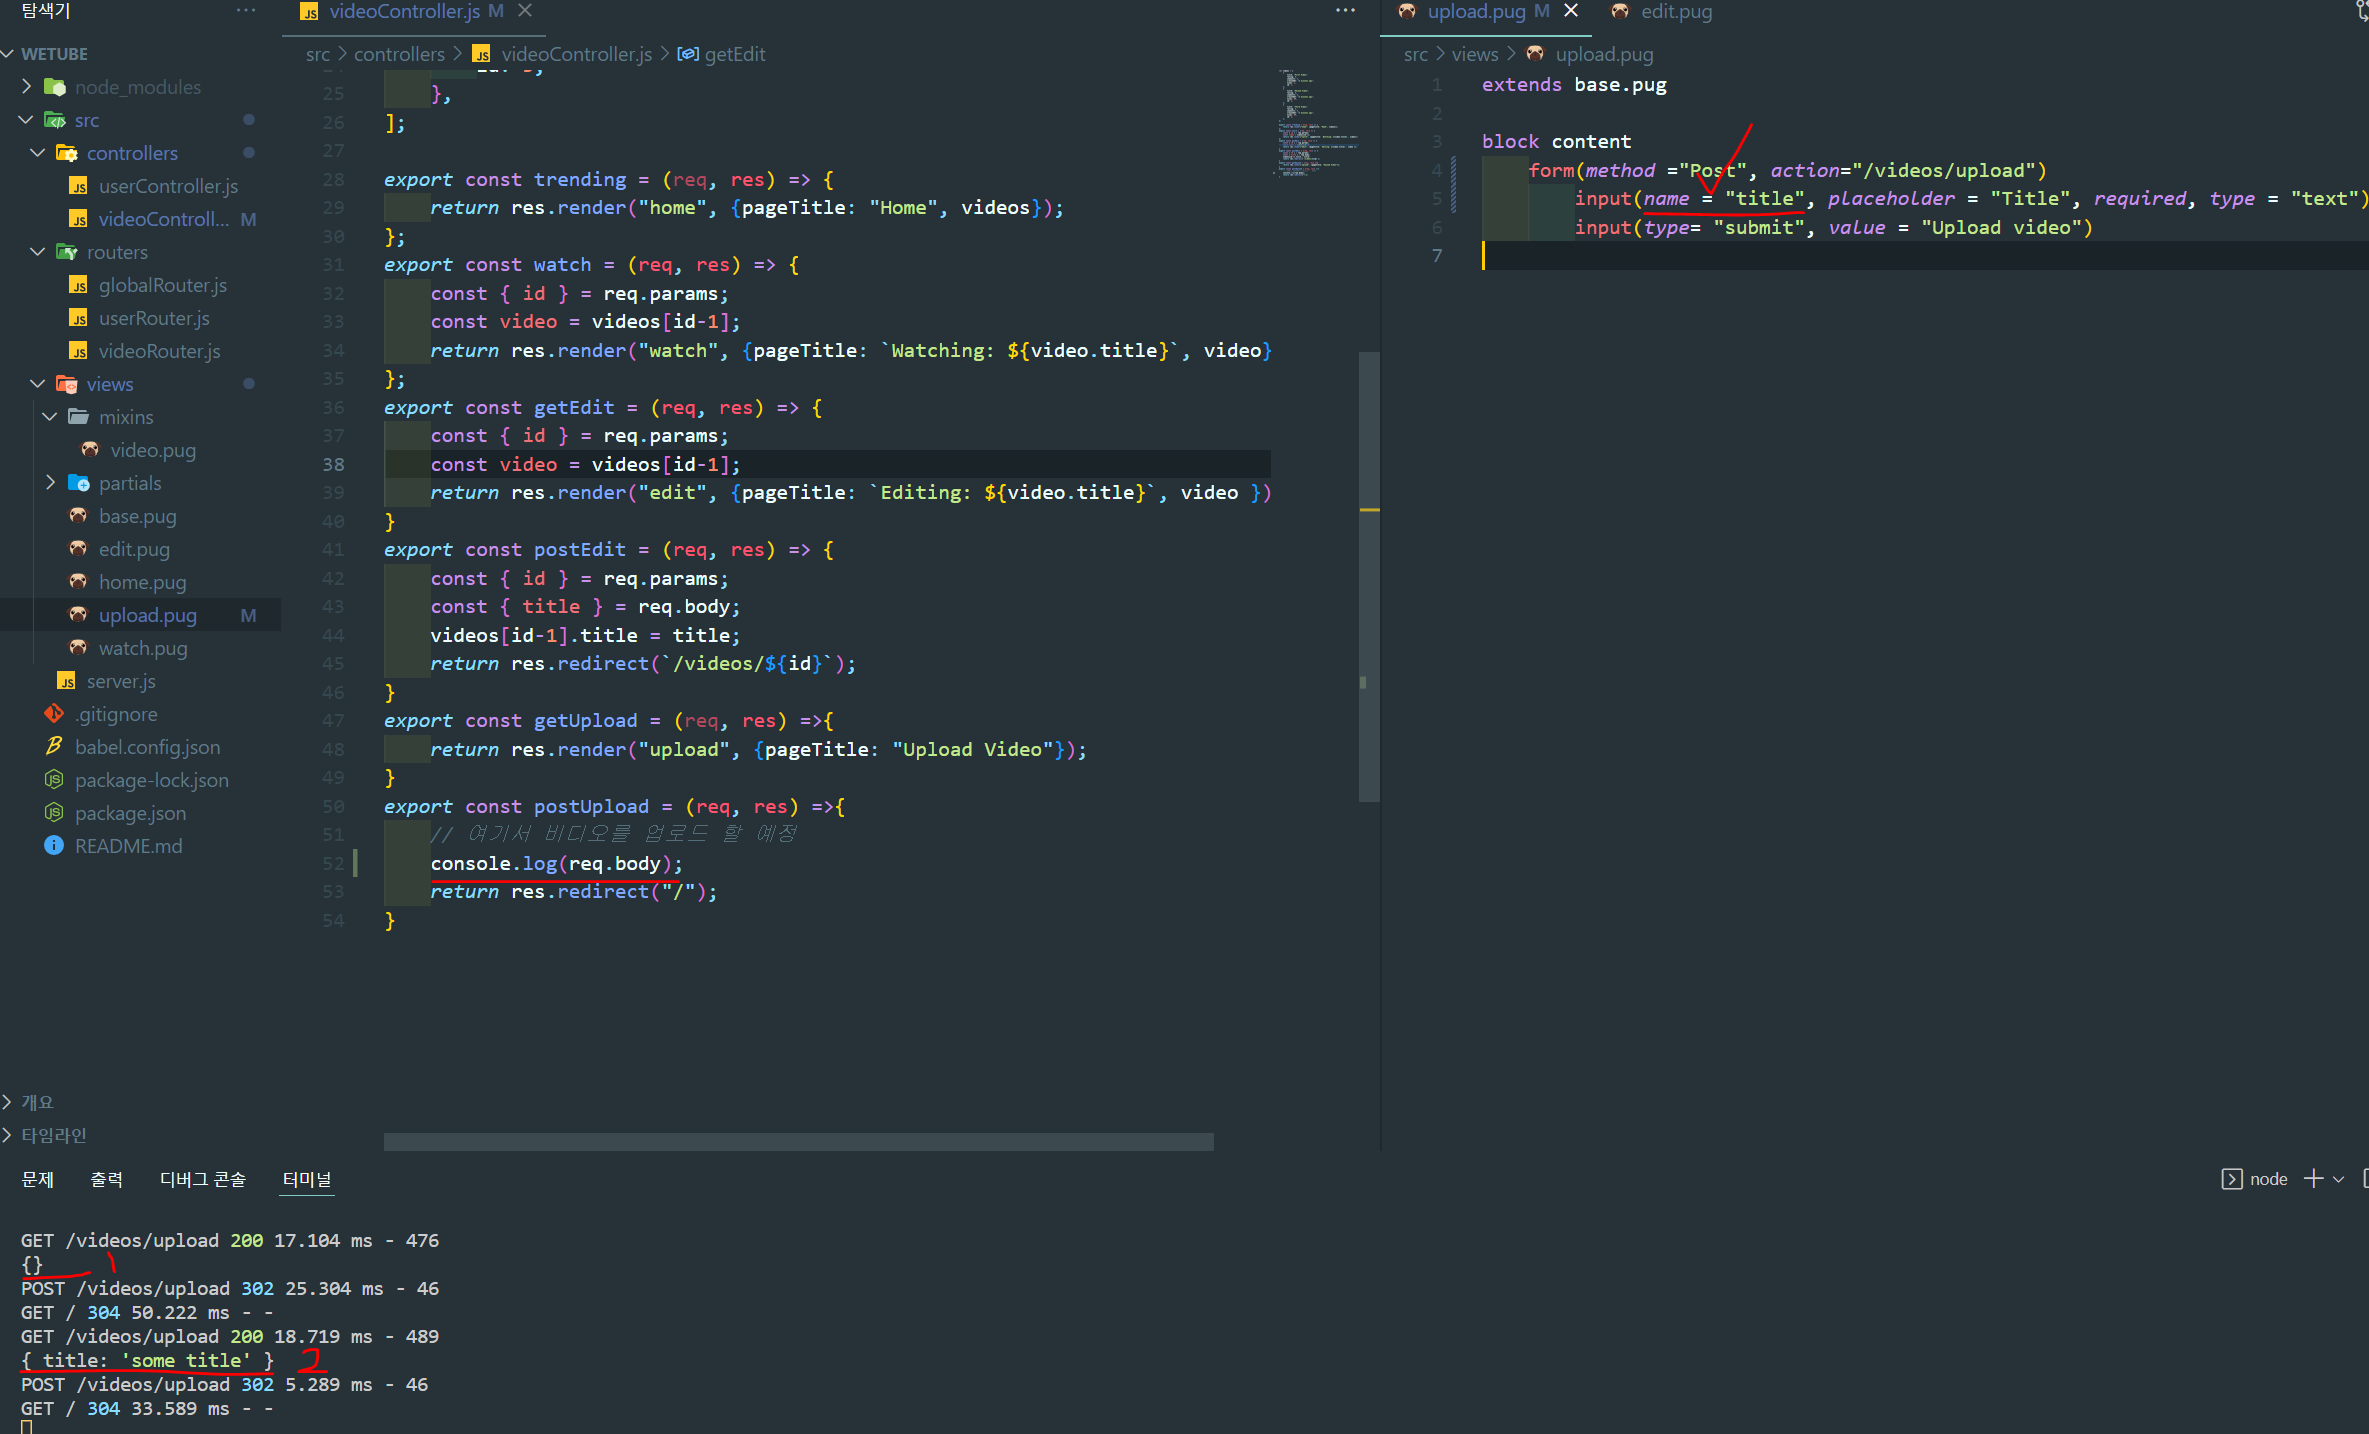 탐색기
WETUBE
node_modules
src
controllers
userController.js
videoControll... M
routers
globalRouter.js
userRouter.js
videoRouter.js
views
mixins
video.pug
partials
base.pug
edit.pug
home.pug
upload.pug M
watch.pug
server.js
.gitignore
babel.config.json
package-lock.json
package.json
README.md
개요
타임라인
videoController.js M
src > controllers > videoController.js > getEdit
25 },
26 ];
27
28 export const trending = (req, res) => {
29 return res.render("home", {pageTitle: "Home", videos});
30 };
31 export const watch = (req, res) => {
32 const { id } = req.params;
33 const video = videos[id-1];
34 return res.render("watch", {pageTitle: `Watching: ${video.title}`, video}
35 };
36 export const getEdit = (req, res) => {
37 const { id } = req.params;
38 const video = videos[id-1];
39 return res.render("edit", {pageTitle: `Editing: ${video.title}`, video })
40 }
41 export const postEdit = (req, res) => {
42 const { id } = req.params;
43 const { title } = req.body;
44 videos[id-1].title = title;
45 return res.redirect(`/videos/${id}`);
46 }
47 export const getUpload = (req, res) =>{
48 return res.render("upload", {pageTitle: "Upload Video"});
49 }
50 export const postUpload = (req, res) =>{
51 // 여기서 비디오를 업로드 할 예정
52 console.log(req.body);
53 return res.redirect("/");
54 }
upload.pug M
edit.pug
src > views > upload.pug
1 extends base.pug
2
3 block content
4 form(method ="Post", action="/videos/upload")
5 input(name = "title", placeholder = "Title", required, type = "text")
6 input(type= "submit", value = "Upload video")
7
문제 출력 디버그 콘솔 터미널
node
GET /videos/upload 200 17.104 ms - 476
{} 1
POST /videos/upload 302 25.304 ms - 46
GET / 304 50.222 ms - -
GET /videos/upload 200 18.719 ms - 489
{ title: 'some title' } 2
POST /videos/upload 302 5.289 ms - 46
GET / 304 33.589 ms - -